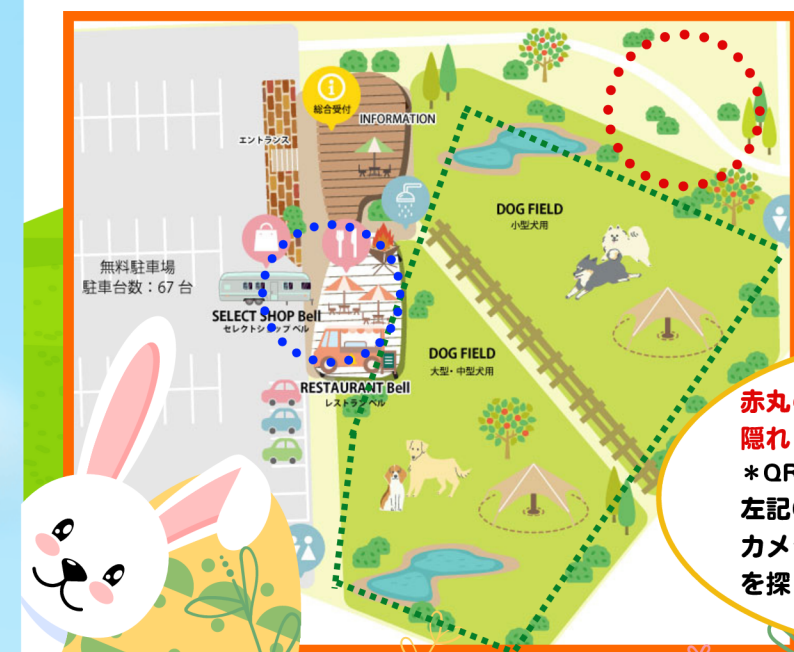 総合受付
INFORMATION
エントランス
DOG FIELD
小型犬用
無料駐車場
駐車台数：67 台
SELECT SHOP Bell
セレクトショップ ベル
DOG FIELD
大型・中型犬用
RESTAURANT Bell
レストラン ベル
赤丸
隠れ
＊QR
左記
カメ
を探